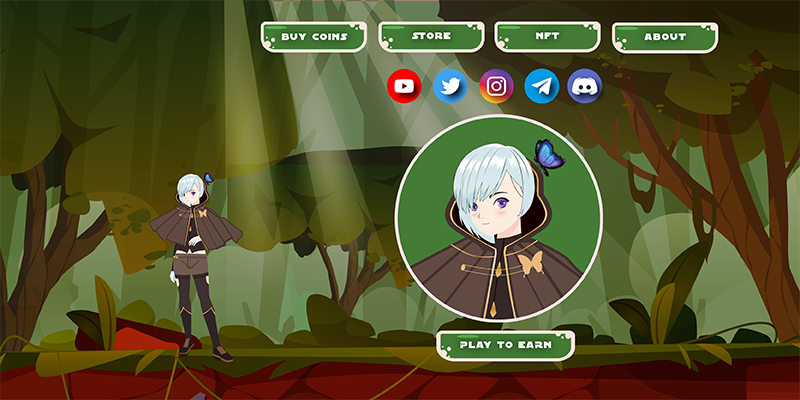 BUY COINS
STORE
NFT
ABOUT
PLAY TO EARN